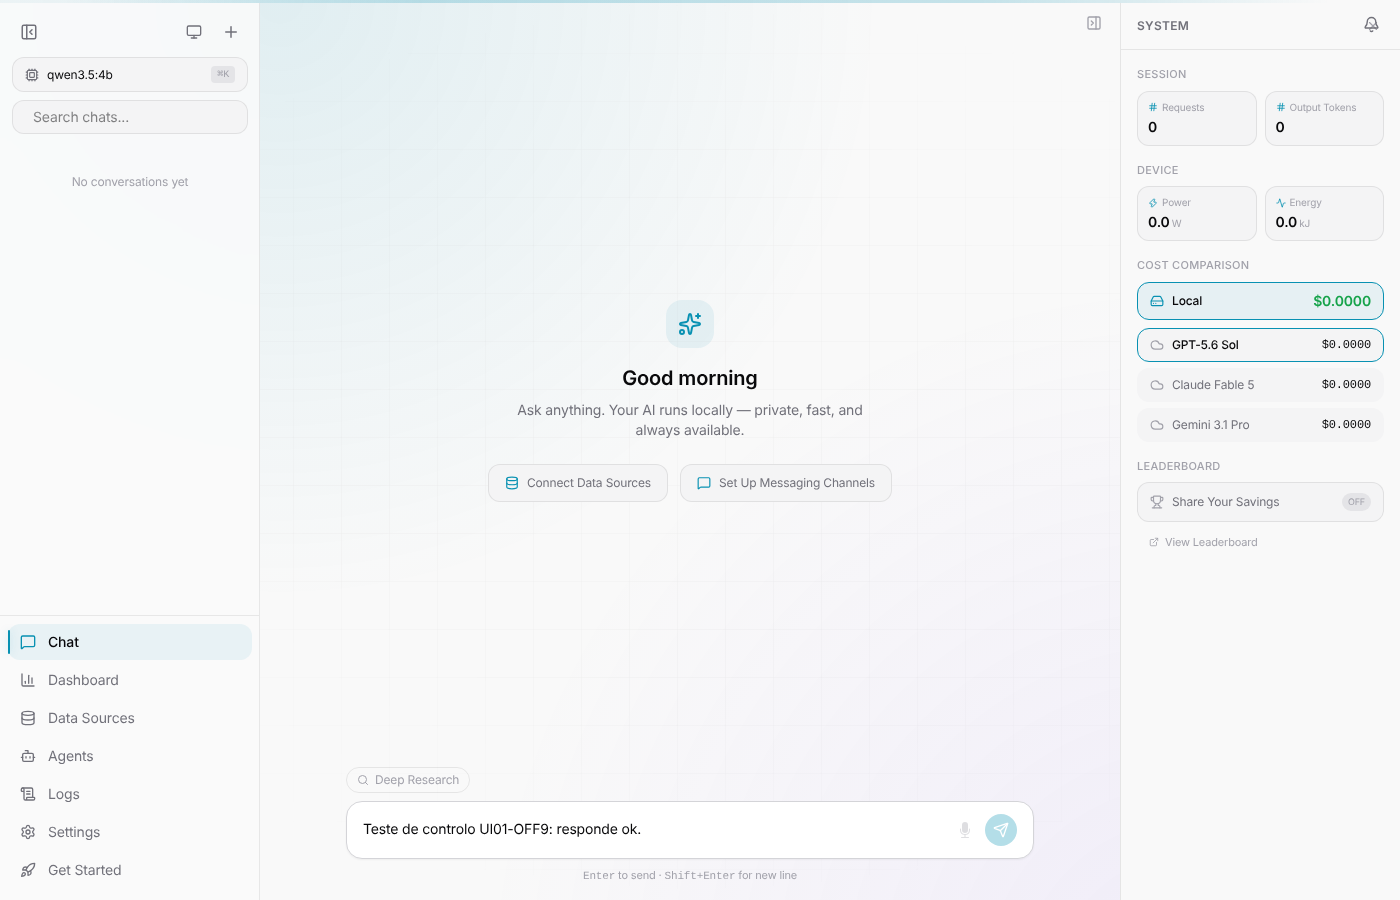 qwen3.5:4b
⌘K
Search chats...
No conversations yet
Chat
Dashboard
Data Sources
Agents
Logs
Settings
Get Started
Good morning
Ask anything. Your AI runs locally — private, fast, and
always available.
Connect Data Sources
Set Up Messaging Channels
Deep Research
Teste de controlo UI01-OFF9: responde ok.
Enter to send · Shift+Enter for new line
SYSTEM
SESSION
Requests
0
Output Tokens
0
DEVICE
Power
0.0 W
Energy
0.0 kJ
COST COMPARISON
Local $0.0000
GPT-5.6 Sol $0.0000
Claude Fable 5 $0.0000
Gemini 3.1 Pro $0.0000
LEADERBOARD
Share Your Savings OFF
View Leaderboard